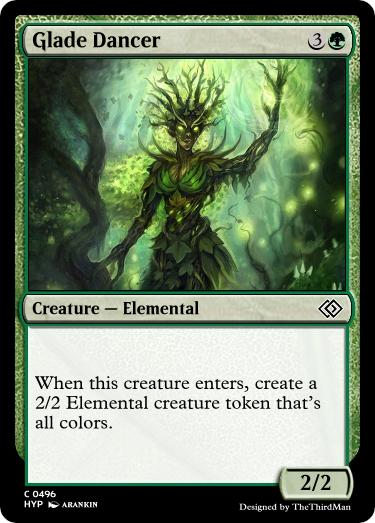 Glade Dancer 3
Creature — Elemental
When this creature enters, create a
2/2 Elemental creature token that's
all colors.
2/2
C 0496
HYP ARANKIN
Designed by TheThirdMan